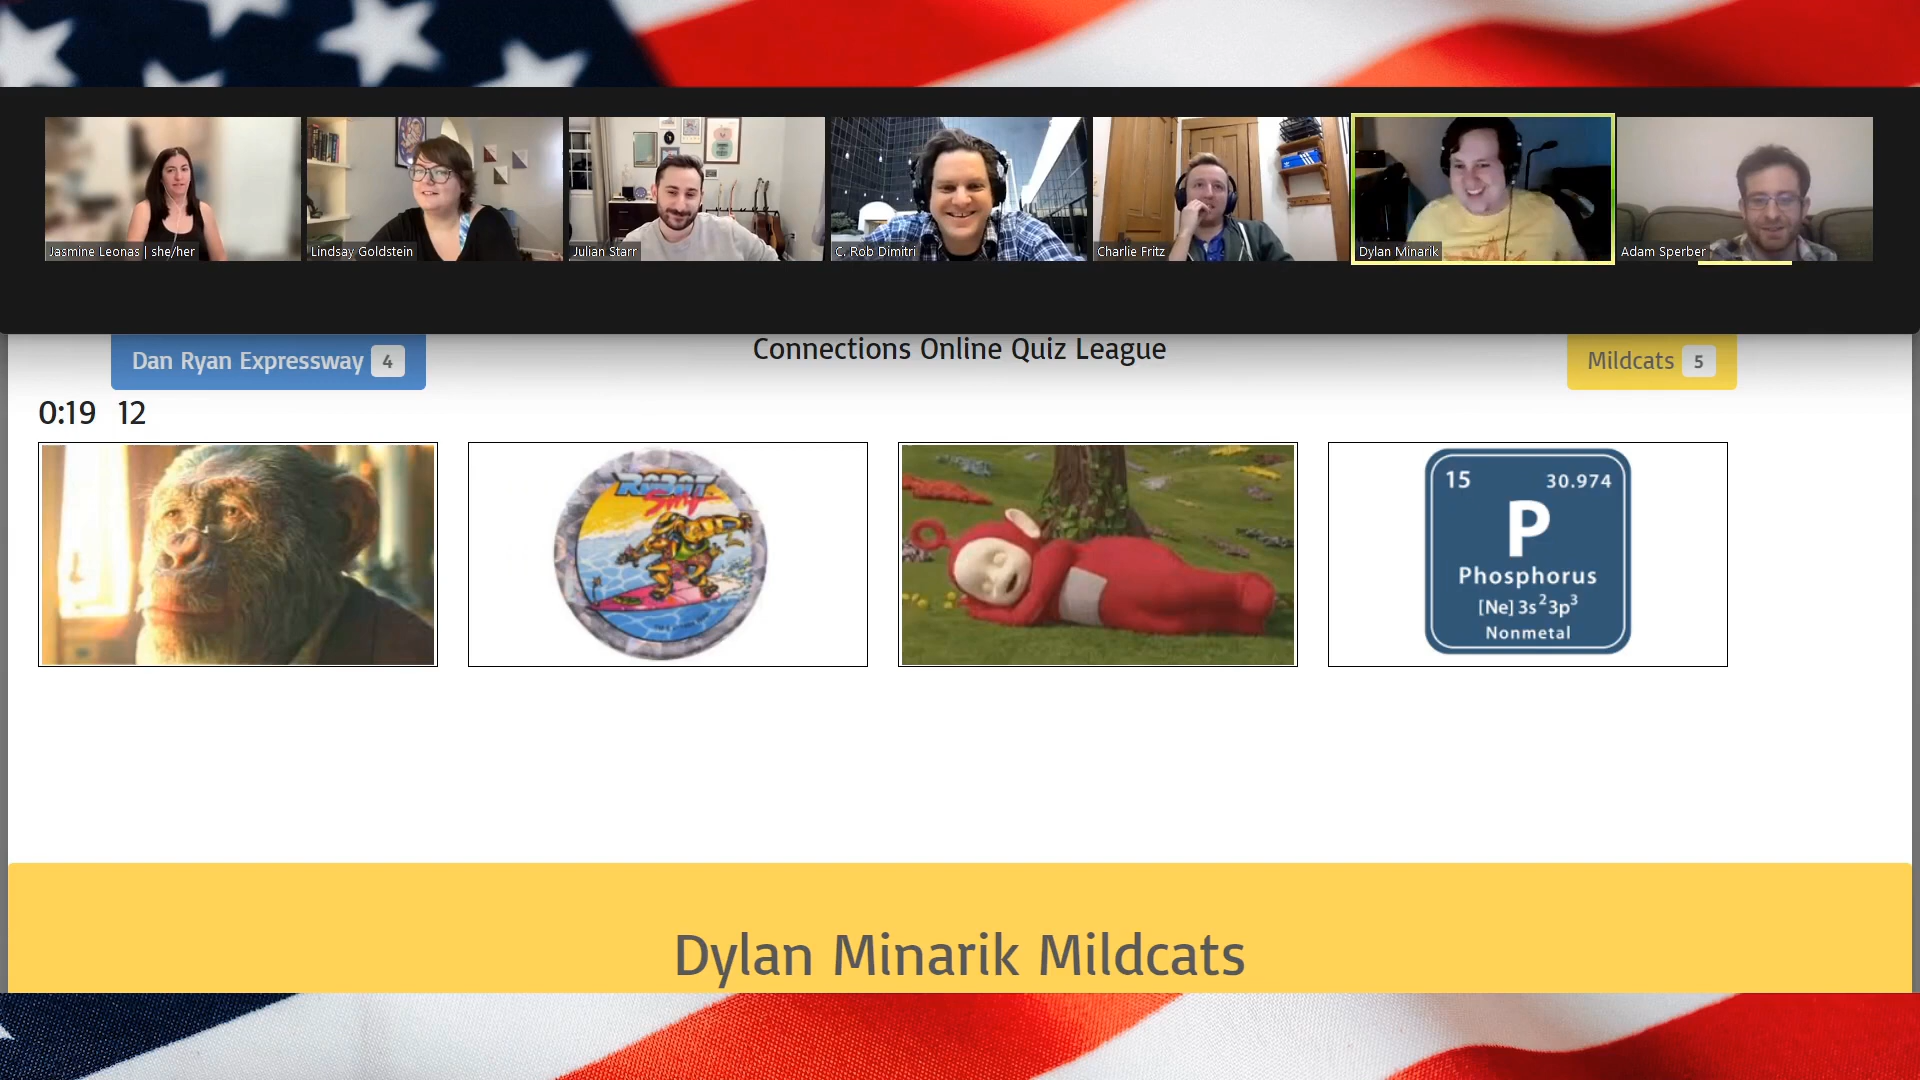 Jasmine Leonas | she/her
Lindsay Goldstein
Julian Starr
C. Rob Dimitri
Charlie Fritz
Dylan Minarik
Adam Sperber
Dan Ryan Expressway 4
Connections Online Quiz League
Mildcats 5
0:19 12
ROBOT
Surf
15 30.974
P
Phosphorus
[Ne] 3s²3p³
Nonmetal
Dylan Minarik Mildcats